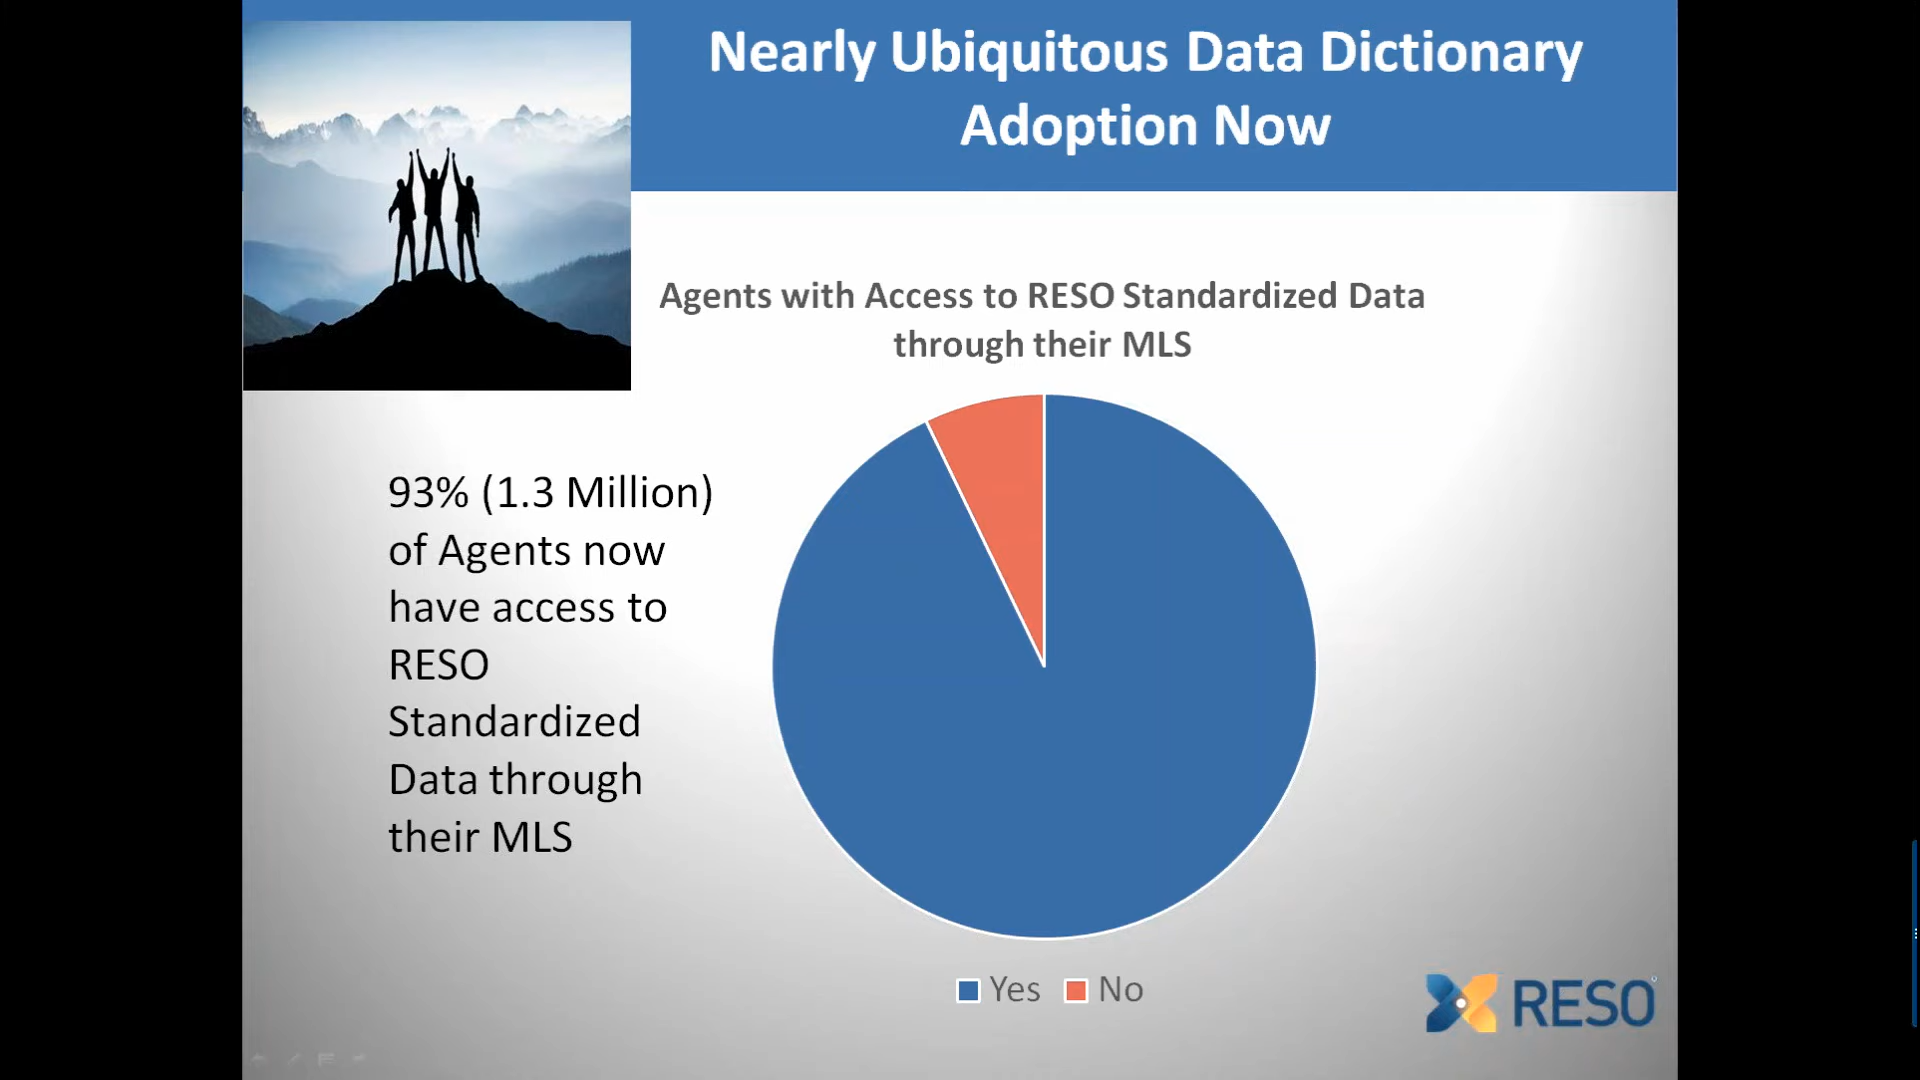 Nearly Ubiquitous Data Dictionary
Adoption Now
Agents with Access to RESO Standardized Data
through their MLS
93% (1.3 Million)
of Agents now
have access to
RESO
Standardized
Data through
their MLS
Yes No
RESO